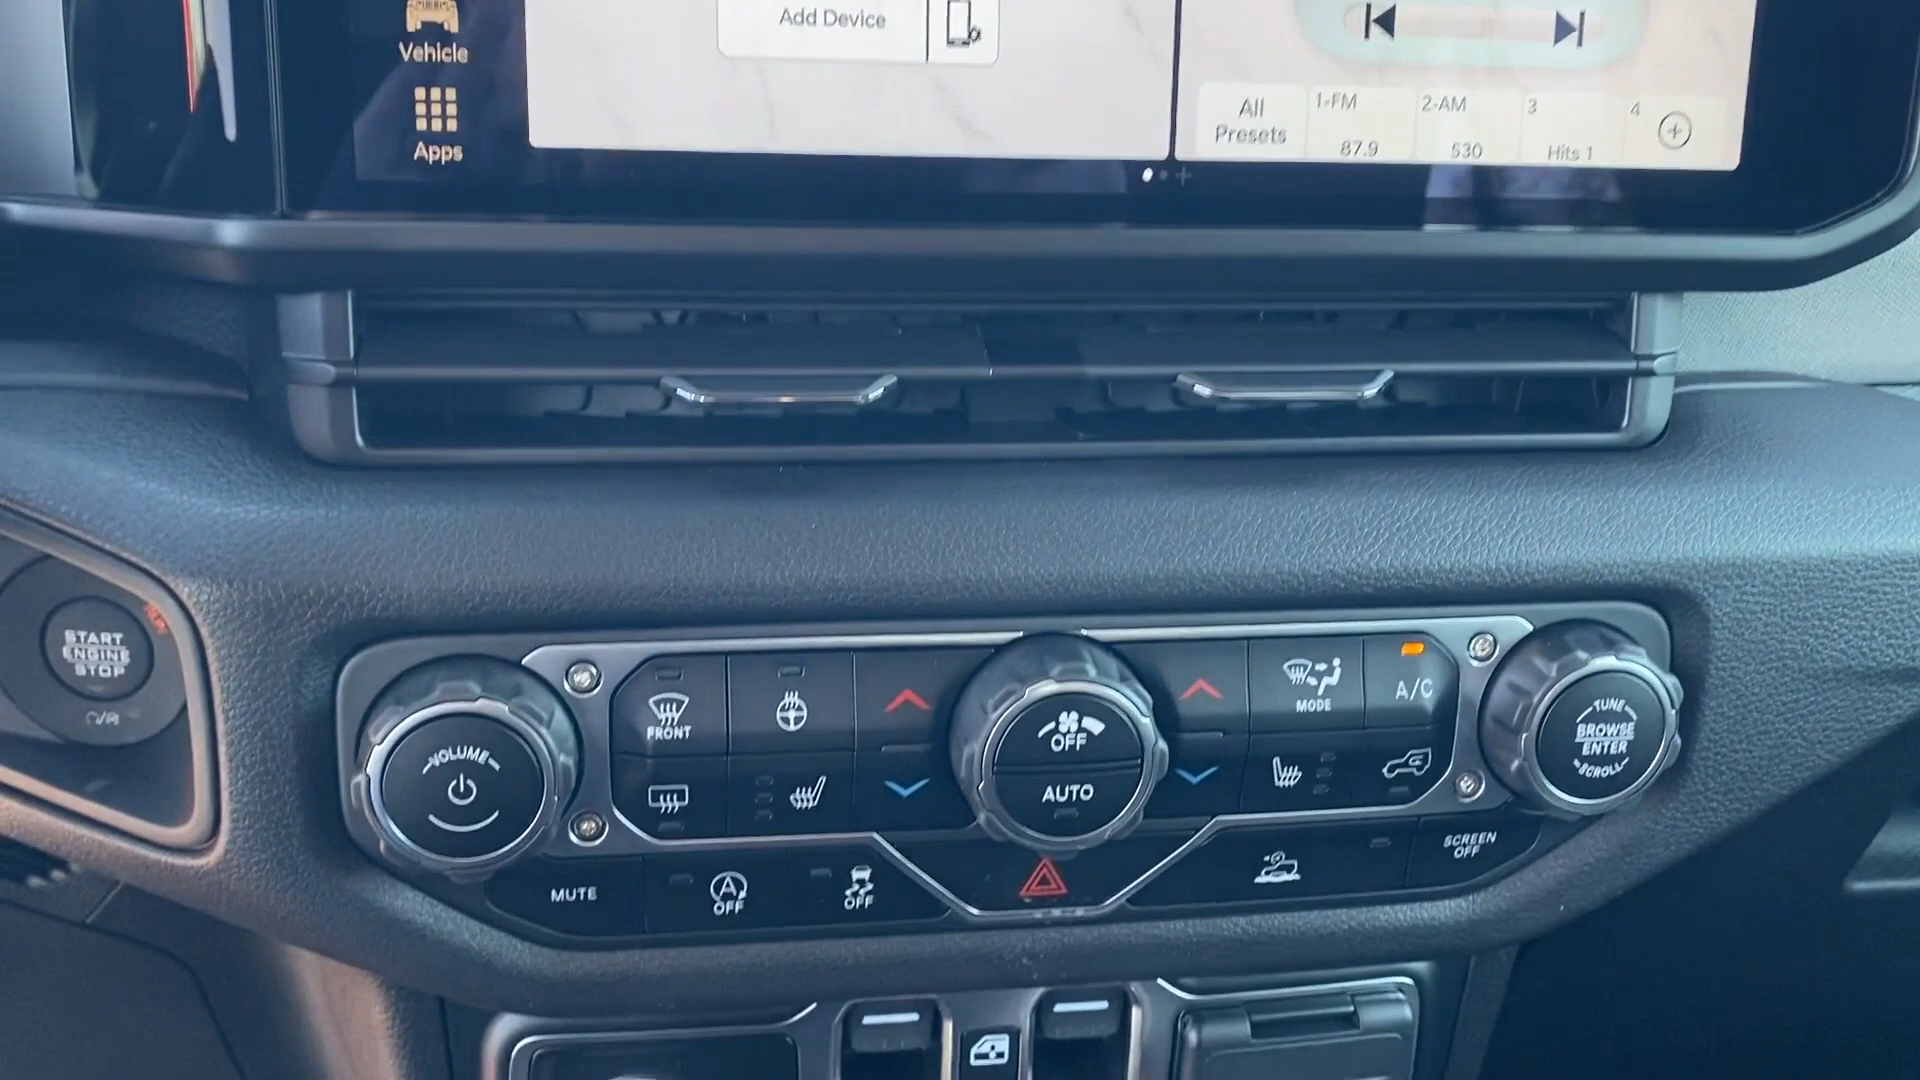 Vehicle
Apps
Add Device
All
Presets
1-FM
87.9
2-AM
530
3
Hits 1
4
START
ENGINE
STOP
VOLUME
FRONT
OFF
AUTO
MODE
A/C
TUNE
BROWSE
ENTER
SCROLL
MUTE
A
OFF
OFF
SCREEN
OFF